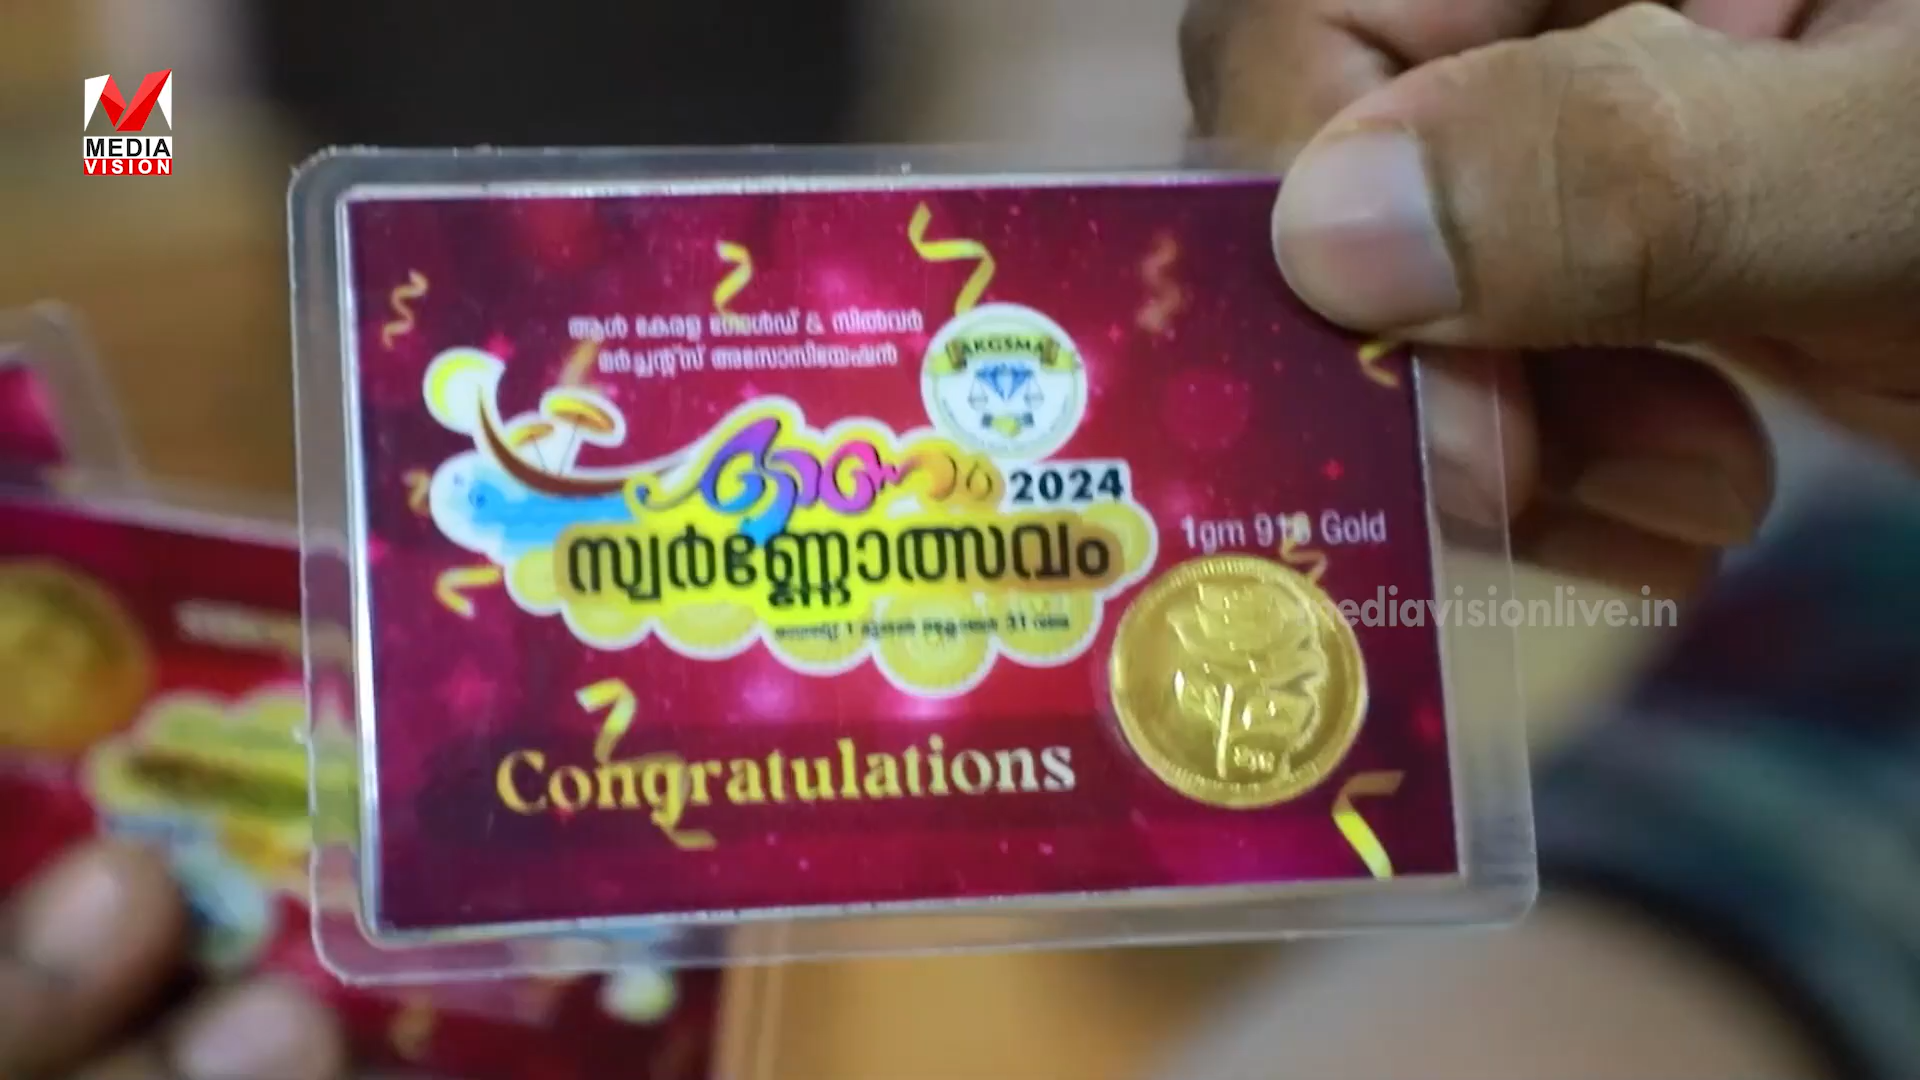 MEDIA
VISION
ആൾ കേരള ഗോൾഡ് & സിൽവർ
മർച്ചന്റ്സ് അസോസിയേഷൻ
AKGSMA
ഓണം 2024
സ്വർണ്ണോത്സവം
1gm 916 Gold
mediavisionlive.in
Congratulations